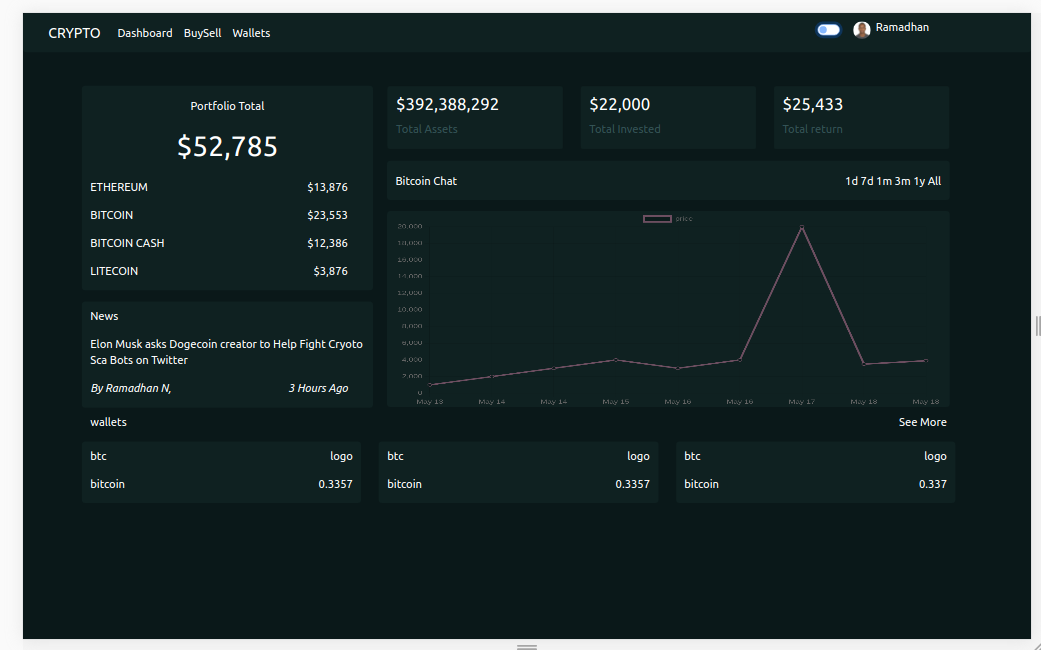 CRYPTO Dashboard BuySell Wallets Ramadhan
Portfolio Total
$52,785
ETHEREUM $13,876
BITCOIN $23,553
BITCOIN CASH $12,386
LITECOIN $3,876
News
Elon Musk asks Dogecoin creator to Help Fight Cryoto
Sca Bots on Twitter
By Ramadhan N, 3 Hours Ago
$392,388,292
Total Assets
$22,000
Total Invested
$25,433
Total return
Bitcoin Chat 1d 7d 1m 3m 1y All
price
20,000
18,000
16,000
14,000
12,000
10,000
8,000
6,000
4,000
2,000
0
May 13 May 14 May 14 May 15 May 16 May 16 May 17 May 18 May 18
wallets See More
btc logo
bitcoin 0.3357
btc logo
bitcoin 0.3357
btc logo
bitcoin 0.337